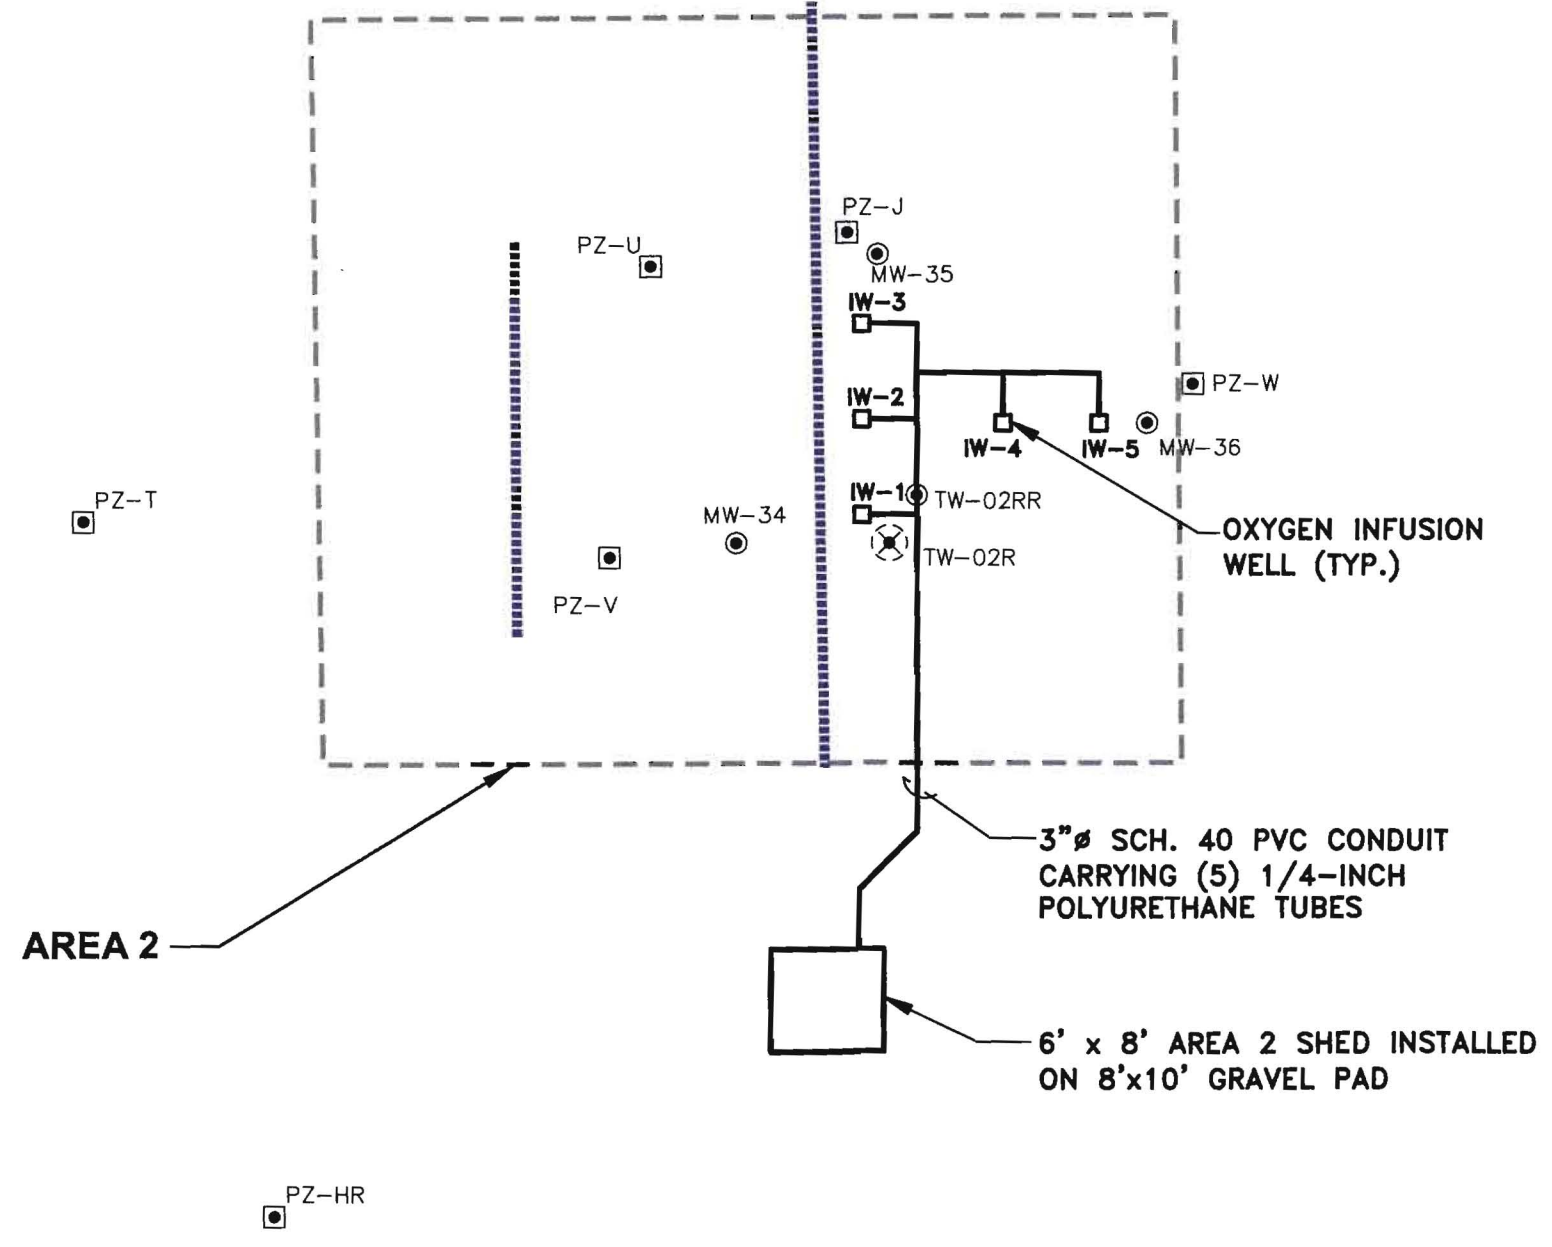 PZ-J
PZ-U
MW-35
IW-3
PZ-W
IW-2
IW-4
IW-5
MW-36
IW-1
TW-02RR
PZ-T
MW-34
OXYGEN INFUSION
WELL (TYP.)
TW-02R
PZ-V
3"ø SCH. 40 PVC CONDUIT
CARRYING (5) 1/4-INCH
POLYURETHANE TUBES
AREA 2
6' x 8' AREA 2 SHED INSTALLED
ON 8'x10' GRAVEL PAD
PZ-HR